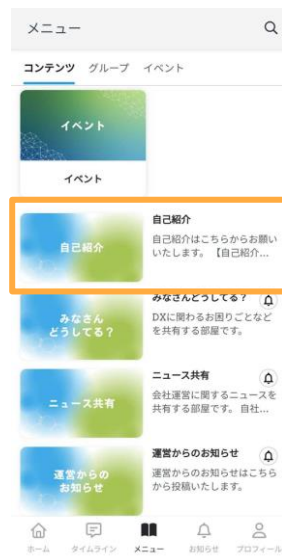 メニュー
コンテンツ グループ イベント
イベント
イベント
自己紹介
自己紹介
自己紹介はこちらからお願い
いたします。【自己紹介...
みなさん
どうしてる？
みなさんどうしてる？
DXに関わるお困りごとなど
を共有する部屋です。
ニュース共有
ニュース共有
会社運営に関するニュースを
共有する部屋です。 自社...
運営からの
お知らせ
運営からのお知らせ
運営からのお知らせはこちら
から投稿いたします。
ホーム タイムライン メニュー お知らせ プロフィール